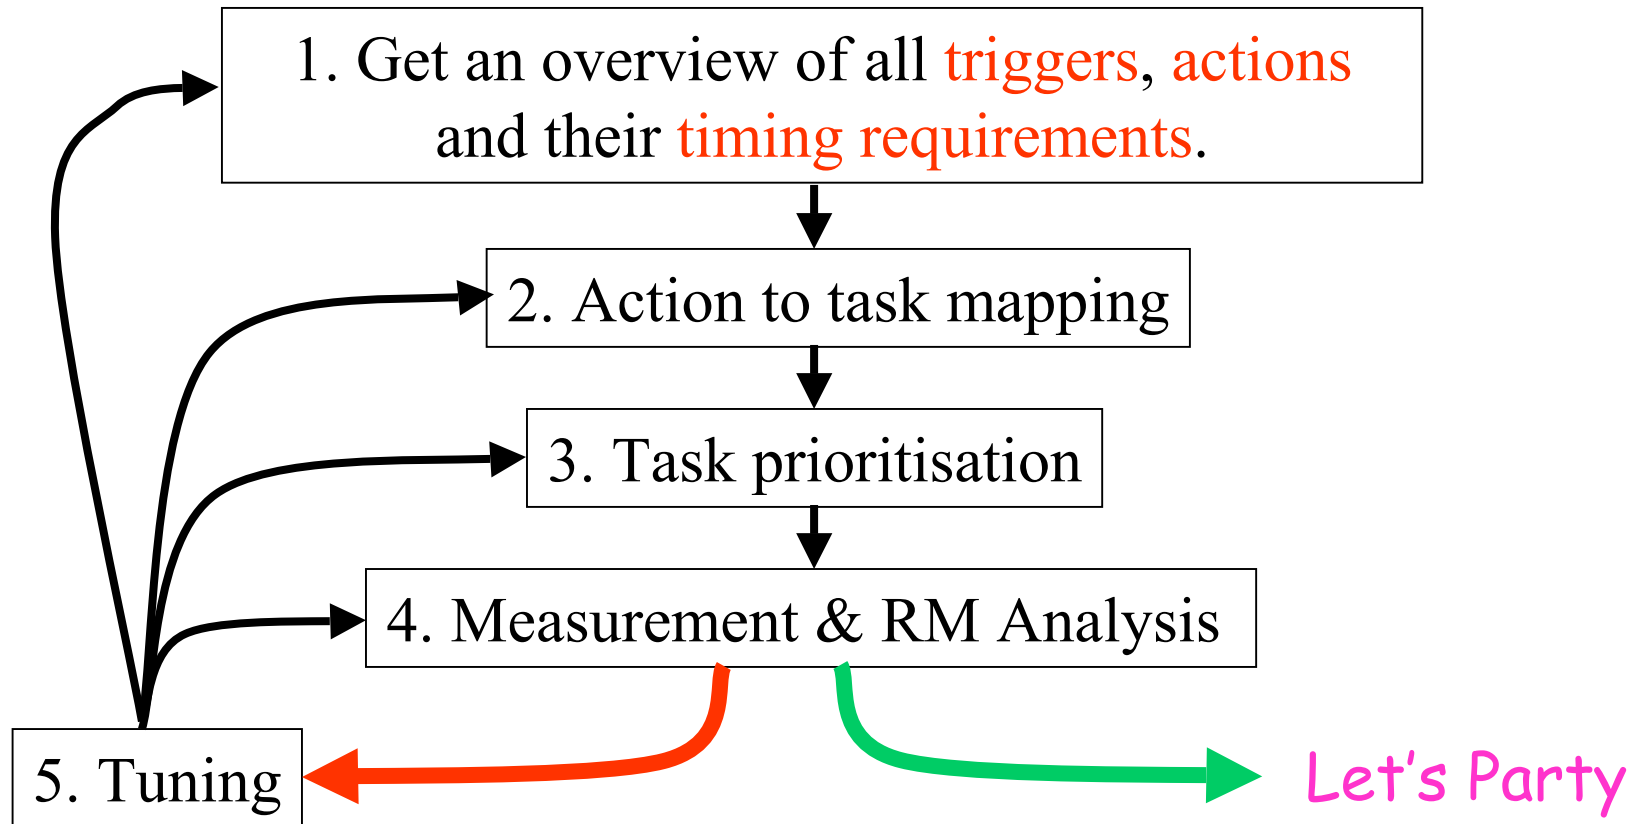 1. Get an overview of all triggers, actions
and their timing requirements.
2. Action to task mapping
3. Task prioritisation
4. Measurement & RM Analysis
5. Tuning
Let's Party